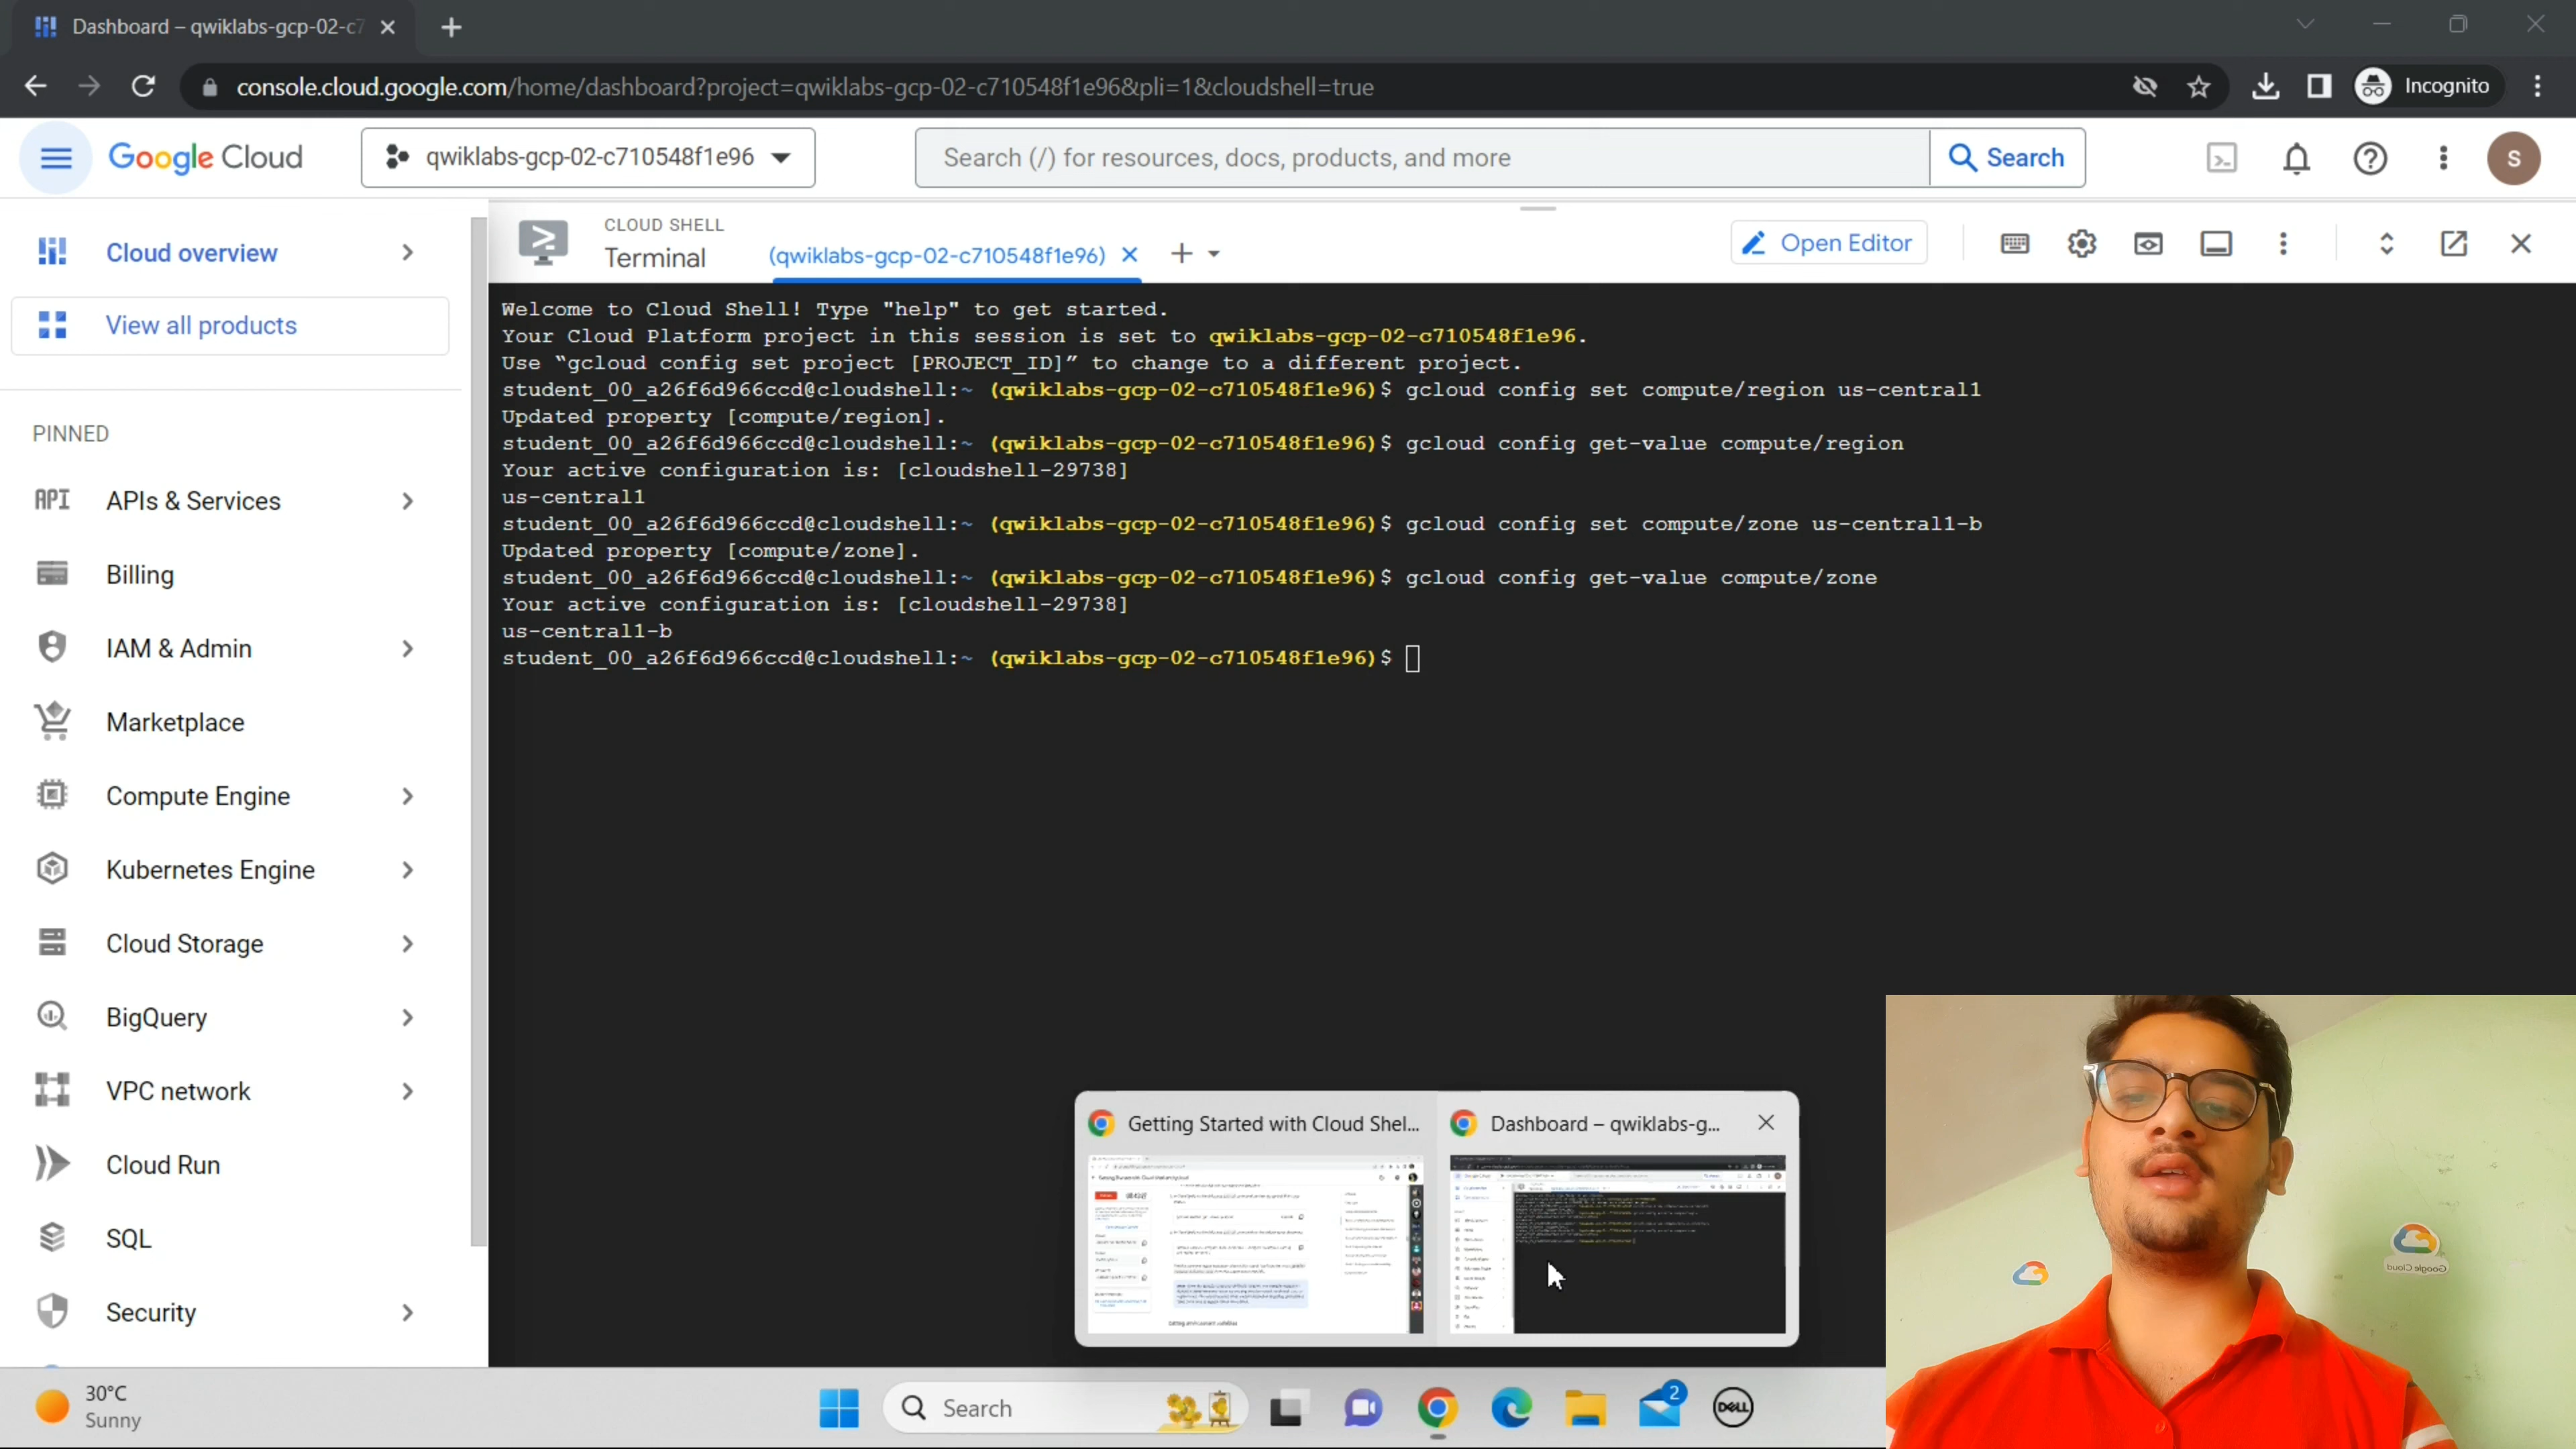 Dashboard – qwiklabs-gcp-02-c7
console.cloud.google.com/home/dashboard?project=qwiklabs-gcp-02-c710548f1e96&pli=1&cloudshell=true
Incognito
Google Cloud
qwiklabs-gcp-02-c710548f1e96
Search (/) for resources, docs, products, and more
Search
S
Cloud overview
View all products
PINNED
API APIs & Services
Billing
IAM & Admin
Marketplace
Compute Engine
Kubernetes Engine
Cloud Storage
BigQuery
VPC network
Cloud Run
SQL
Security
CLOUD SHELL
Terminal
(qwiklabs-gcp-02-c710548f1e96)
Open Editor
Welcome to Cloud Shell! Type "help" to get started.
Your Cloud Platform project in this session is set to qwiklabs-gcp-02-c710548f1e96.
Use “gcloud config set project [PROJECT_ID]” to change to a different project.
student_00_a26f6d966ccd@cloudshell:~ (qwiklabs-gcp-02-c710548f1e96)$ gcloud config set compute/region us-central1
Updated property [compute/region].
student_00_a26f6d966ccd@cloudshell:~ (qwiklabs-gcp-02-c710548f1e96)$ gcloud config get-value compute/region
Your active configuration is: [cloudshell-29738]
us-central1
student_00_a26f6d966ccd@cloudshell:~ (qwiklabs-gcp-02-c710548f1e96)$ gcloud config set compute/zone us-central1-b
Updated property [compute/zone].
student_00_a26f6d966ccd@cloudshell:~ (qwiklabs-gcp-02-c710548f1e96)$ gcloud config get-value compute/zone
Your active configuration is: [cloudshell-29738]
us-central1-b
student_00_a26f6d966ccd@cloudshell:~ (qwiklabs-gcp-02-c710548f1e96)$
Getting Started with Cloud Shel...
Dashboard – qwiklabs-g...
Google Cloud
30°C
Sunny
Search
2
DELL